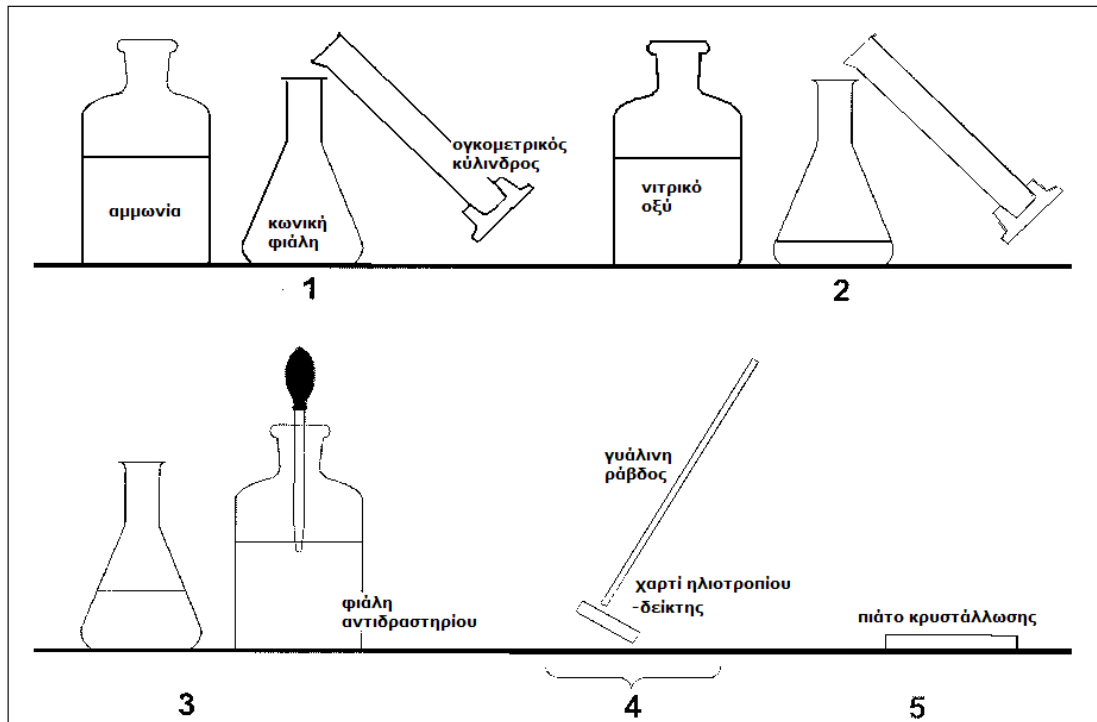 αμμωνία
κωνική
φιάλη
ογκομετρικός
κύλινδρος
1
νιτρικό
οξύ
2
φιάλη
αντιδραστηρίου
3
γυάλινη
ράβδος
χαρτί ηλιοτροπίου
-δείκτης
4
πιάτο κρυστάλλωσης
5